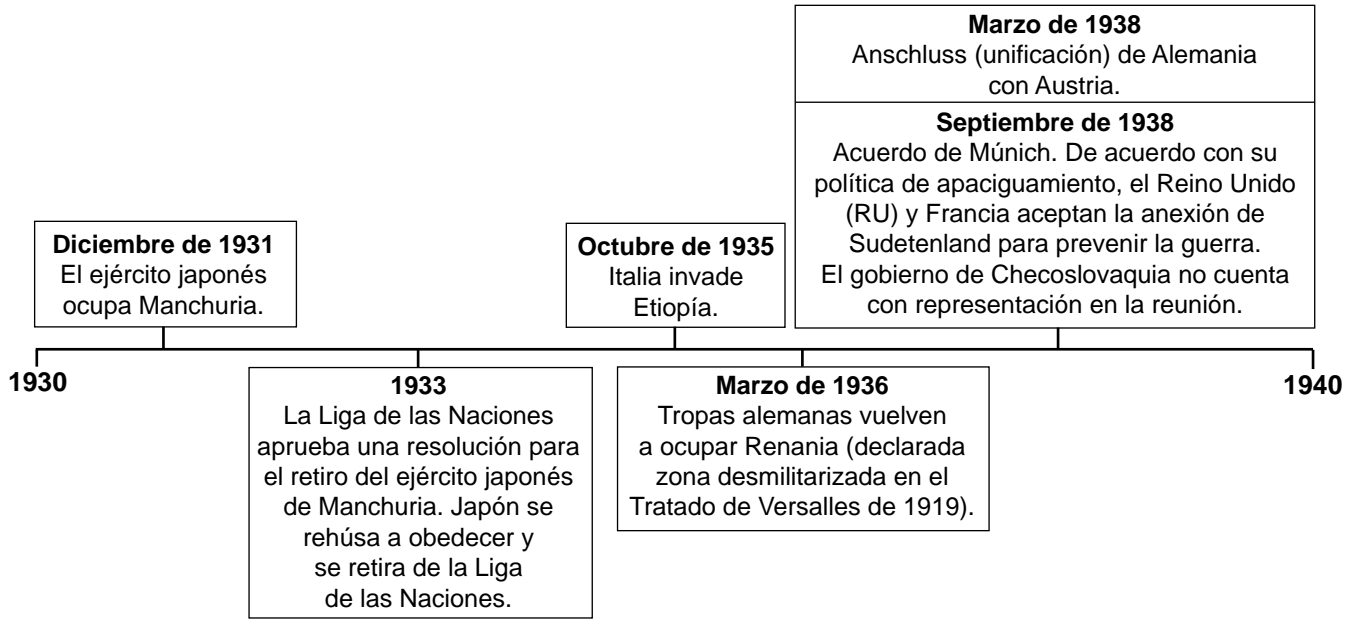 Marzo de 1938
Anschluss (unificación) de Alemania
con Austria.
Septiembre de 1938
Acuerdo de Múnich. De acuerdo con su
política de apaciguamiento, el Reino Unido
(RU) y Francia aceptan la anexión de
Sudetenland para prevenir la guerra.
El gobierno de Checoslovaquia no cuenta
con representación en la reunión.
Diciembre de 1931
El ejército japonés
ocupa Manchuria.
Octubre de 1935
Italia invade
Etiopía.
1930
1940
1933
La Liga de las Naciones
aprueba una resolución para
el retiro del ejército japonés
de Manchuria. Japón se
rehúsa a obedecer y
se retira de la Liga
de las Naciones.
Marzo de 1936
Tropas alemanas vuelven
a ocupar Renania (declarada
zona desmilitarizada en el
Tratado de Versalles de 1919).